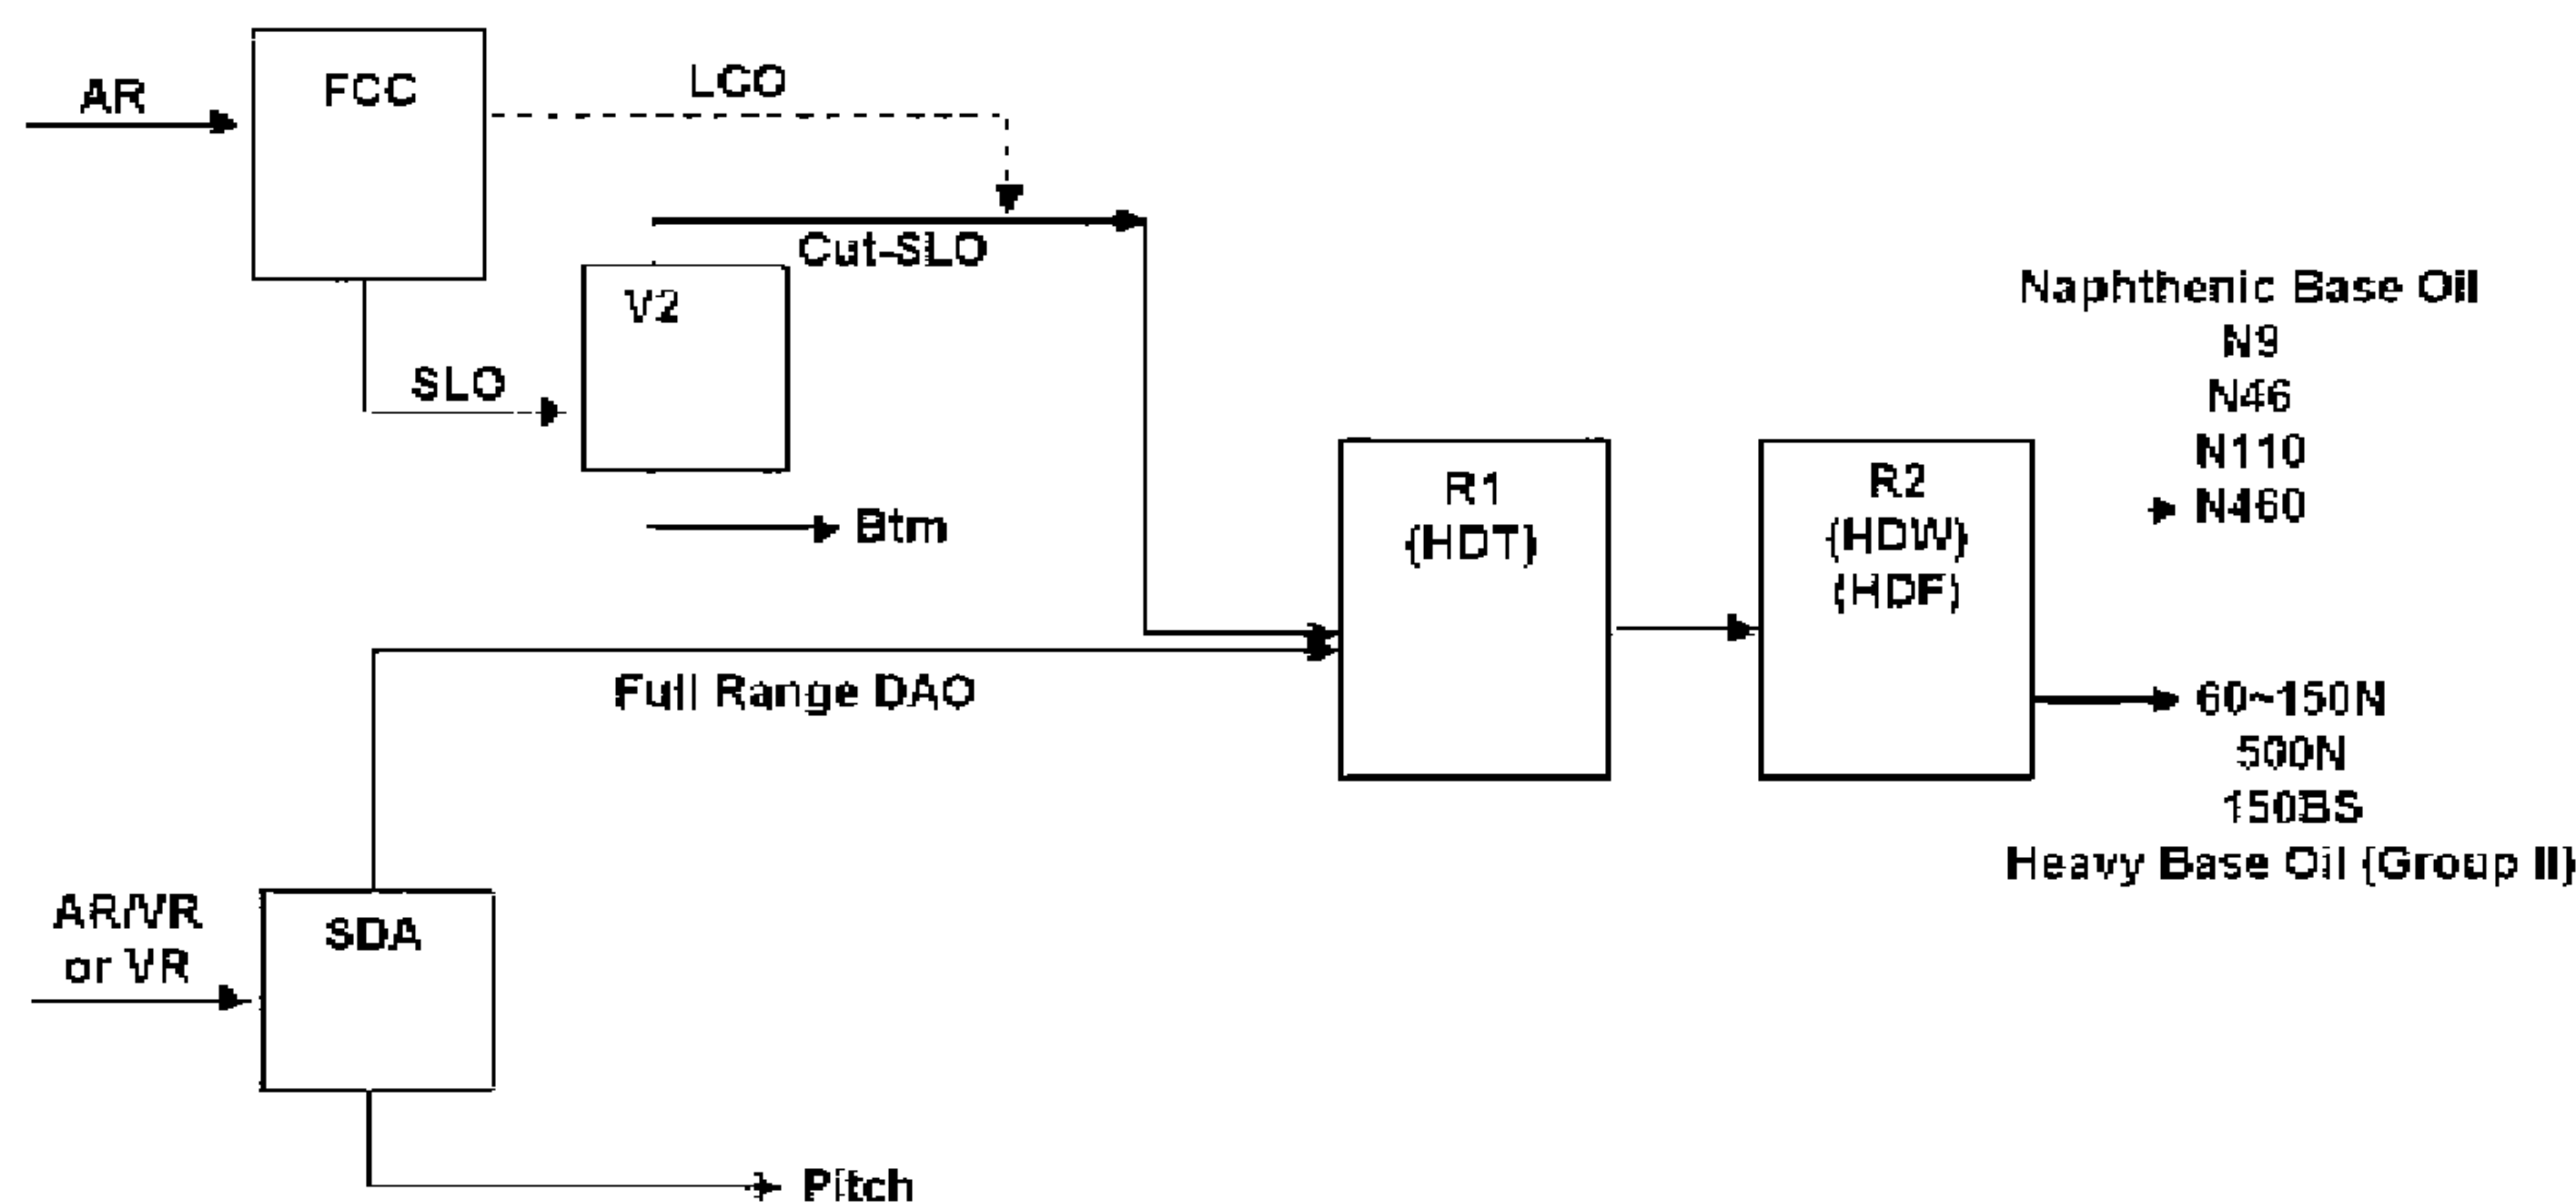 AR
FCC
LCO
Cut-SLO
V2
SLO
Btm
Full Range DAO
AR/VR
or VR
SDA
Pitch
R1
(HDT)
R2
(HDW)
(HDF)
Naphthenic Base Oil
N9
N46
N110
N460
60~150N
500N
150BS
Heavy Base Oil (Group II)